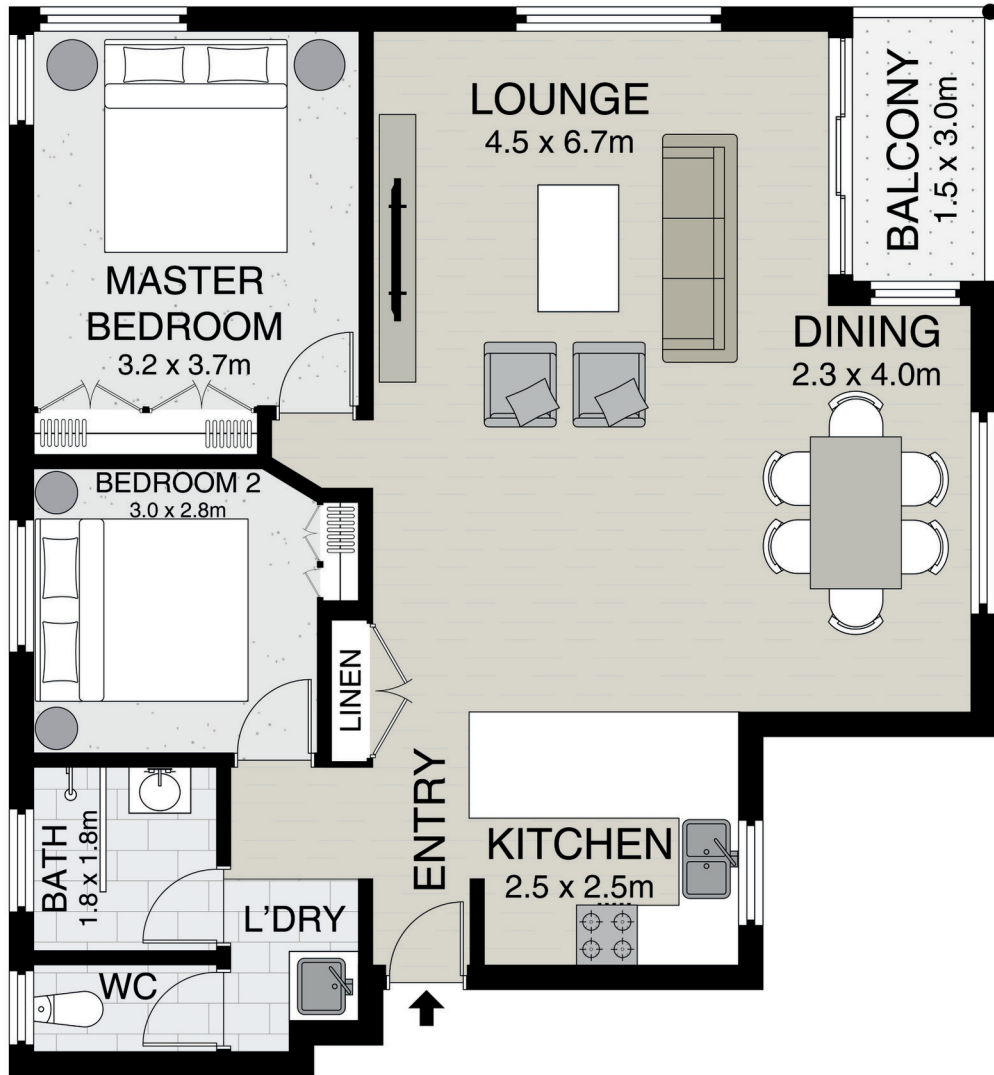 LOUNGE
4.5 x 6.7m
BALCONY
1.5 x 3.0m
MASTER
BEDROOM
3.2 x 3.7m
DINING
2.3 x 4.0m
BEDROOM 2
3.0 x 2.8m
LINEN
ENTRY
KITCHEN
2.5 x 2.5m
BATH
1.8 x 1.8m
L'DRY
WC